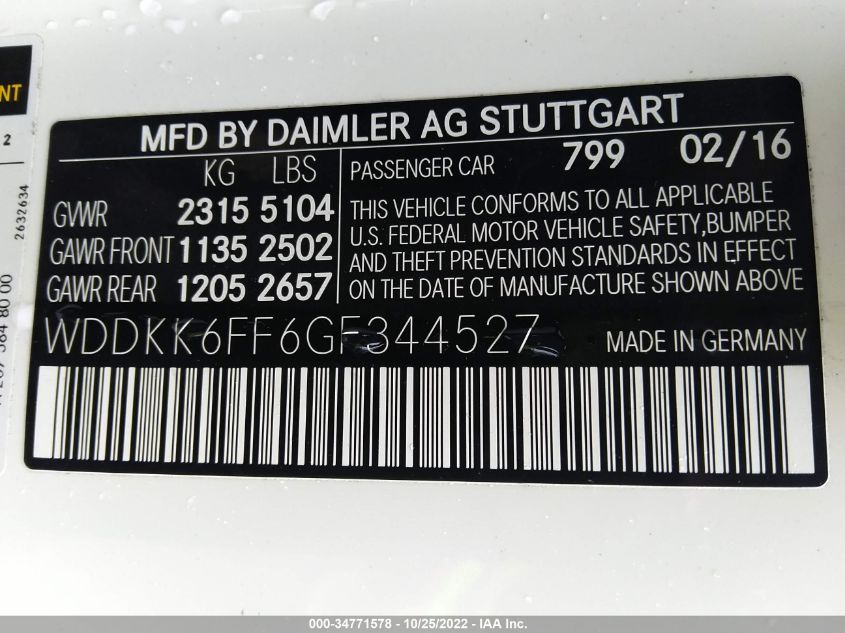 NT
2
2632634
MFD BY DAIMLER AG STUTTGART
KG LBS
PASSENGER CAR 799 02/16
GVWR 2315 5104
GAWR FRONT 1135 2502
GAWR REAR 1205 2657
THIS VEHICLE CONFORMS TO ALL APPLICABLE
U.S. FEDERAL MOTOR VEHICLE SAFETY, BUMPER
AND THEFT PREVENTION STANDARDS IN EFFECT
ON THE DATE OF MANUFACTURE SHOWN ABOVE
WDDKK6FF6GF344527 MADE IN GERMANY
000-34771578 - 10/25/2022 - IAA Inc.